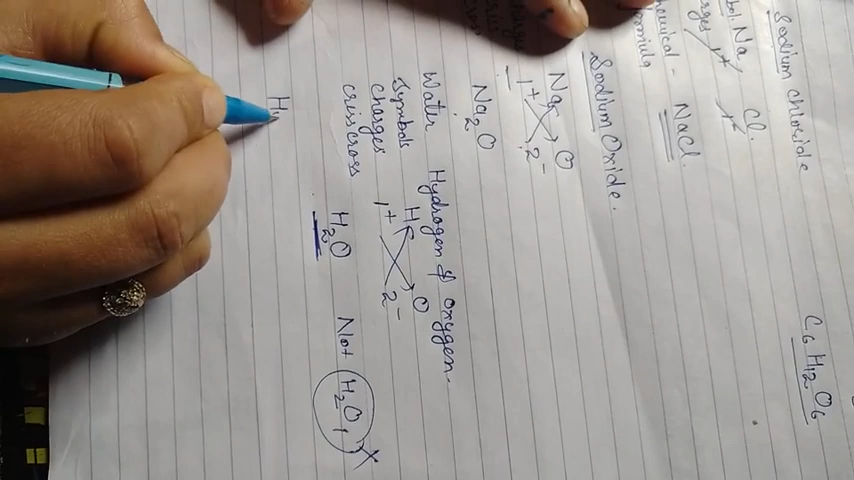 C6H12O6
Sodium chloride
Na Cl.
1+
NaCl.
Sodium Oxide.
Na O
1+ 2-
Na2O
Water Hydrogen & oxygen.
Symbols H O
charges 1+ 2-
crisscross H2O Not H2O1 X
H